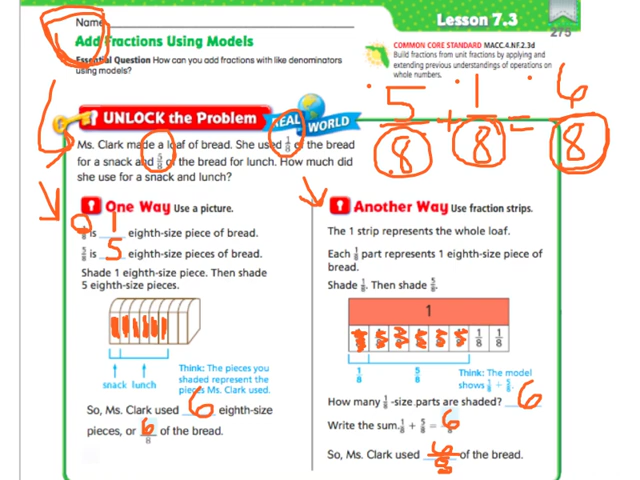 Name
Lesson 7.3
275
Add Fractions Using Models
Essential Question How can you add fractions with like denominators
using models?
COMMON CORE STANDARD MACC.4.NF.2.3d
Build fractions from unit fractions by applying and
extending previous understandings of operations on
whole numbers.
5/8 + 1/8 = 6/8
UNLOCK the Problem
REAL WORLD
Ms. Clark made a loaf of bread. She used 1/8 of the bread
for a snack and 5/8 of the bread for lunch. How much did
she use for a snack and lunch?
One Way Use a picture.
is 1 eighth-size piece of bread.
5/8 is 5 eighth-size pieces of bread.
Shade 1 eighth-size piece. Then shade
5 eighth-size pieces.
snack lunch
Think: The pieces you
shaded represent the
pieces Ms. Clark used.
So, Ms. Clark used 6 eighth-size
pieces, or 6/8 of the bread.
Another Way Use fraction strips.
The 1 strip represents the whole loaf.
Each 1/8 part represents 1 eighth-size piece of
bread.
Shade 1/8. Then shade 5/8.
1
1/8 1/8
1/8 5/8
Think: The model
shows 1/8 + 5/8.
How many 1/8-size parts are shaded? 6
Write the sum. 1/8 + 5/8 = 6/8
So, Ms. Clark used 6/8 of the bread.